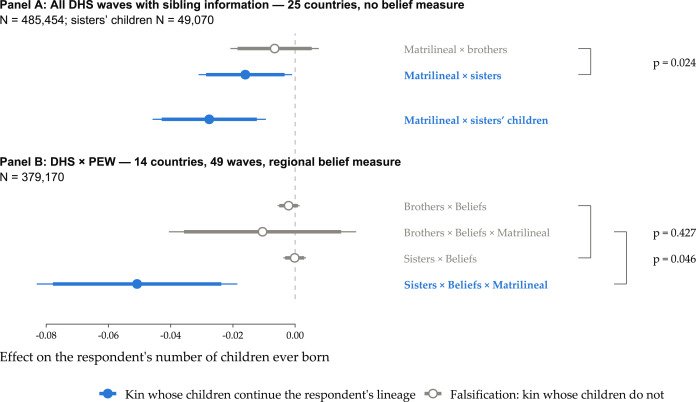 Panel A: All DHS waves with sibling information — 25 countries, no belief measure
N = 485,454; sisters’ children N = 49,070
Matrilineal × brothers
Matrilineal × sisters
p = 0.024
Matrilineal × sisters’ children
Panel B: DHS × PEW — 14 countries, 49 waves, regional belief measure
N = 379,170
Brothers × Beliefs
Brothers × Beliefs × Matrilineal
p = 0.427
Sisters × Beliefs
p = 0.046
Sisters × Beliefs × Matrilineal
-0.08 -0.06 -0.04 -0.02 0.00
Effect on the respondent's number of children ever born
Kin whose children continue the respondent's lineage Falsification: kin whose children do not